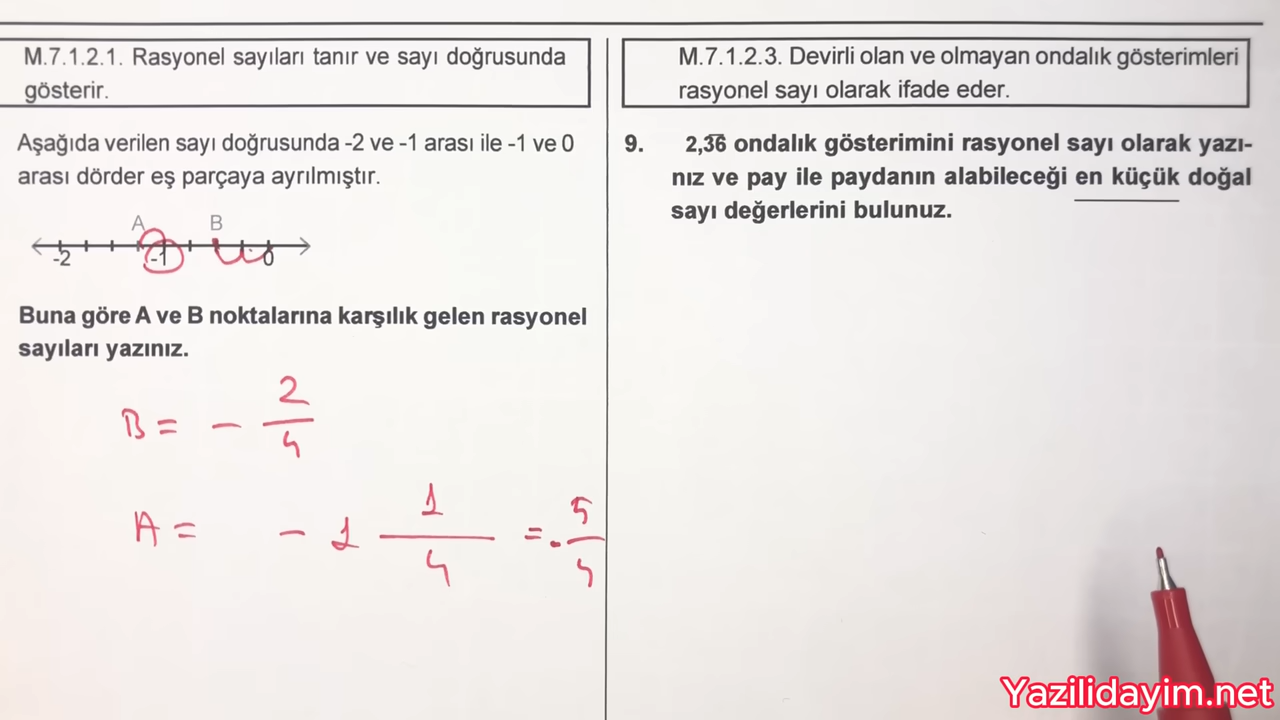 M.7.1.2.1. Rasyonel sayıları tanır ve sayı doğrusunda
gösterir.
Aşağıda verilen sayı doğrusunda -2 ve -1 arası ile -1 ve 0
arası dörder eş parçaya ayrılmıştır.
A B
-2 -1 0
Buna göre A ve B noktalarına karşılık gelen rasyonel
sayıları yazınız.
B = - 2/4
A = - 1 1/4 = - 5/4
M.7.1.2.3. Devirli olan ve olmayan ondalık gösterimleri
rasyonel sayı olarak ifade eder.
9. 2,3̅6̅ ondalık gösterimini rasyonel sayı olarak yazı-
nız ve pay ile paydanın alabileceği en küçük doğal
sayı değerlerini bulunuz.
Yazilidayim.net